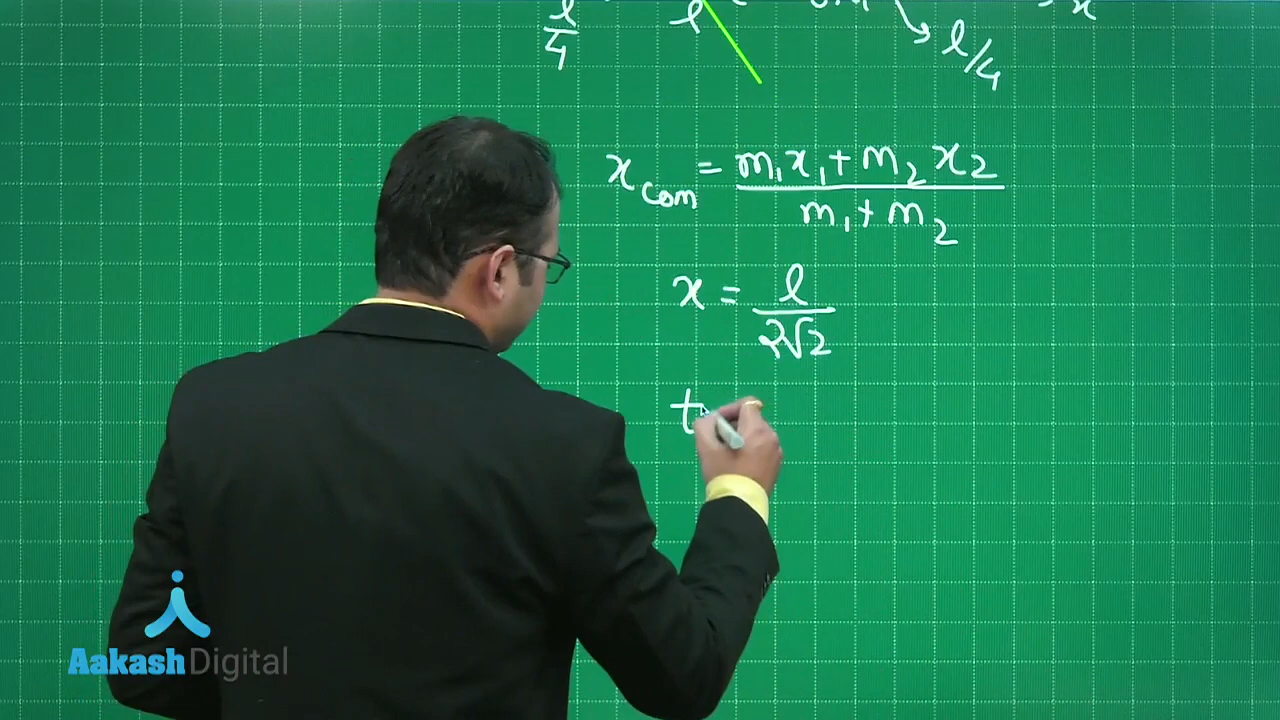 l/4 l l/4
x_com = (m₁x₁ + m₂x₂)/(m₁ + m₂)
x = l/(2√2)
t
Aakash Digital